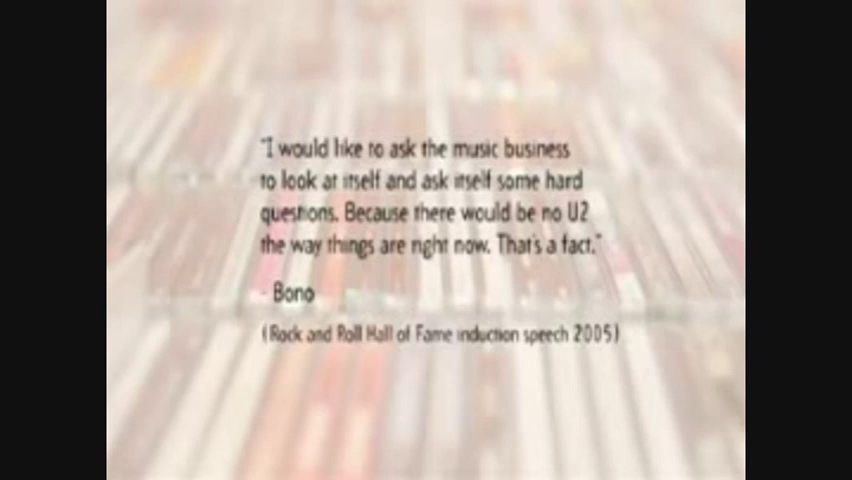 "I would like to ask the music business
to look at itself and ask itself some hard
questions. Because there would be no U2
the way things are right now. That's a fact."
- Bono
(Rock and Roll Hall of Fame induction speech 2005)